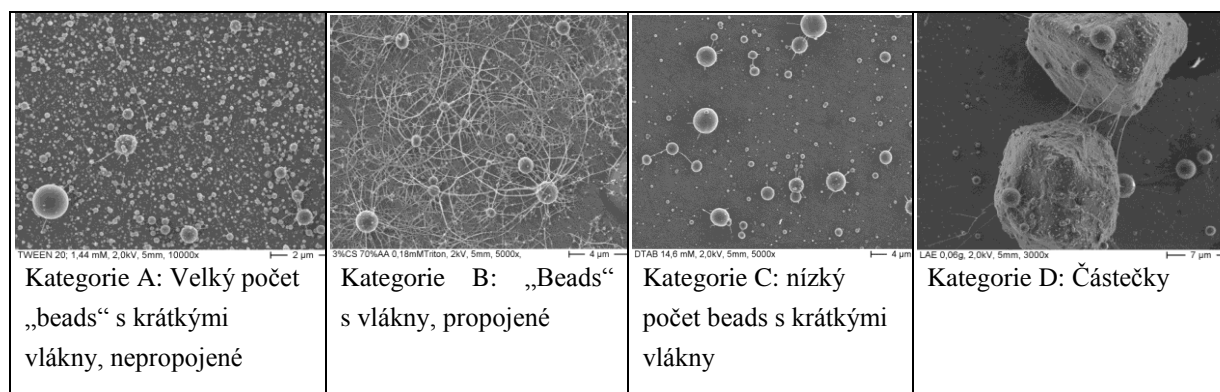 TWEEN 20; 1,44 mM, 2,0kV, 5mm, 10000x 2 µm
3%CS 70%AA 0,18mMTriton, 2kV, 5mm, 5000x, 4 µm
DTAB 14,6 mM, 2,0kV, 5mm, 5000x 4 µm
LAE 0,06g, 2,0kV, 5mm, 3000x 7 µm
Kategorie A: Velký počet
„beads“ s krátkými
vlákny, nepropojené
Kategorie B: „Beads“
s vlákny, propojené
Kategorie C: nízký
počet beads s krátkými
vlákny
Kategorie D: Částečky